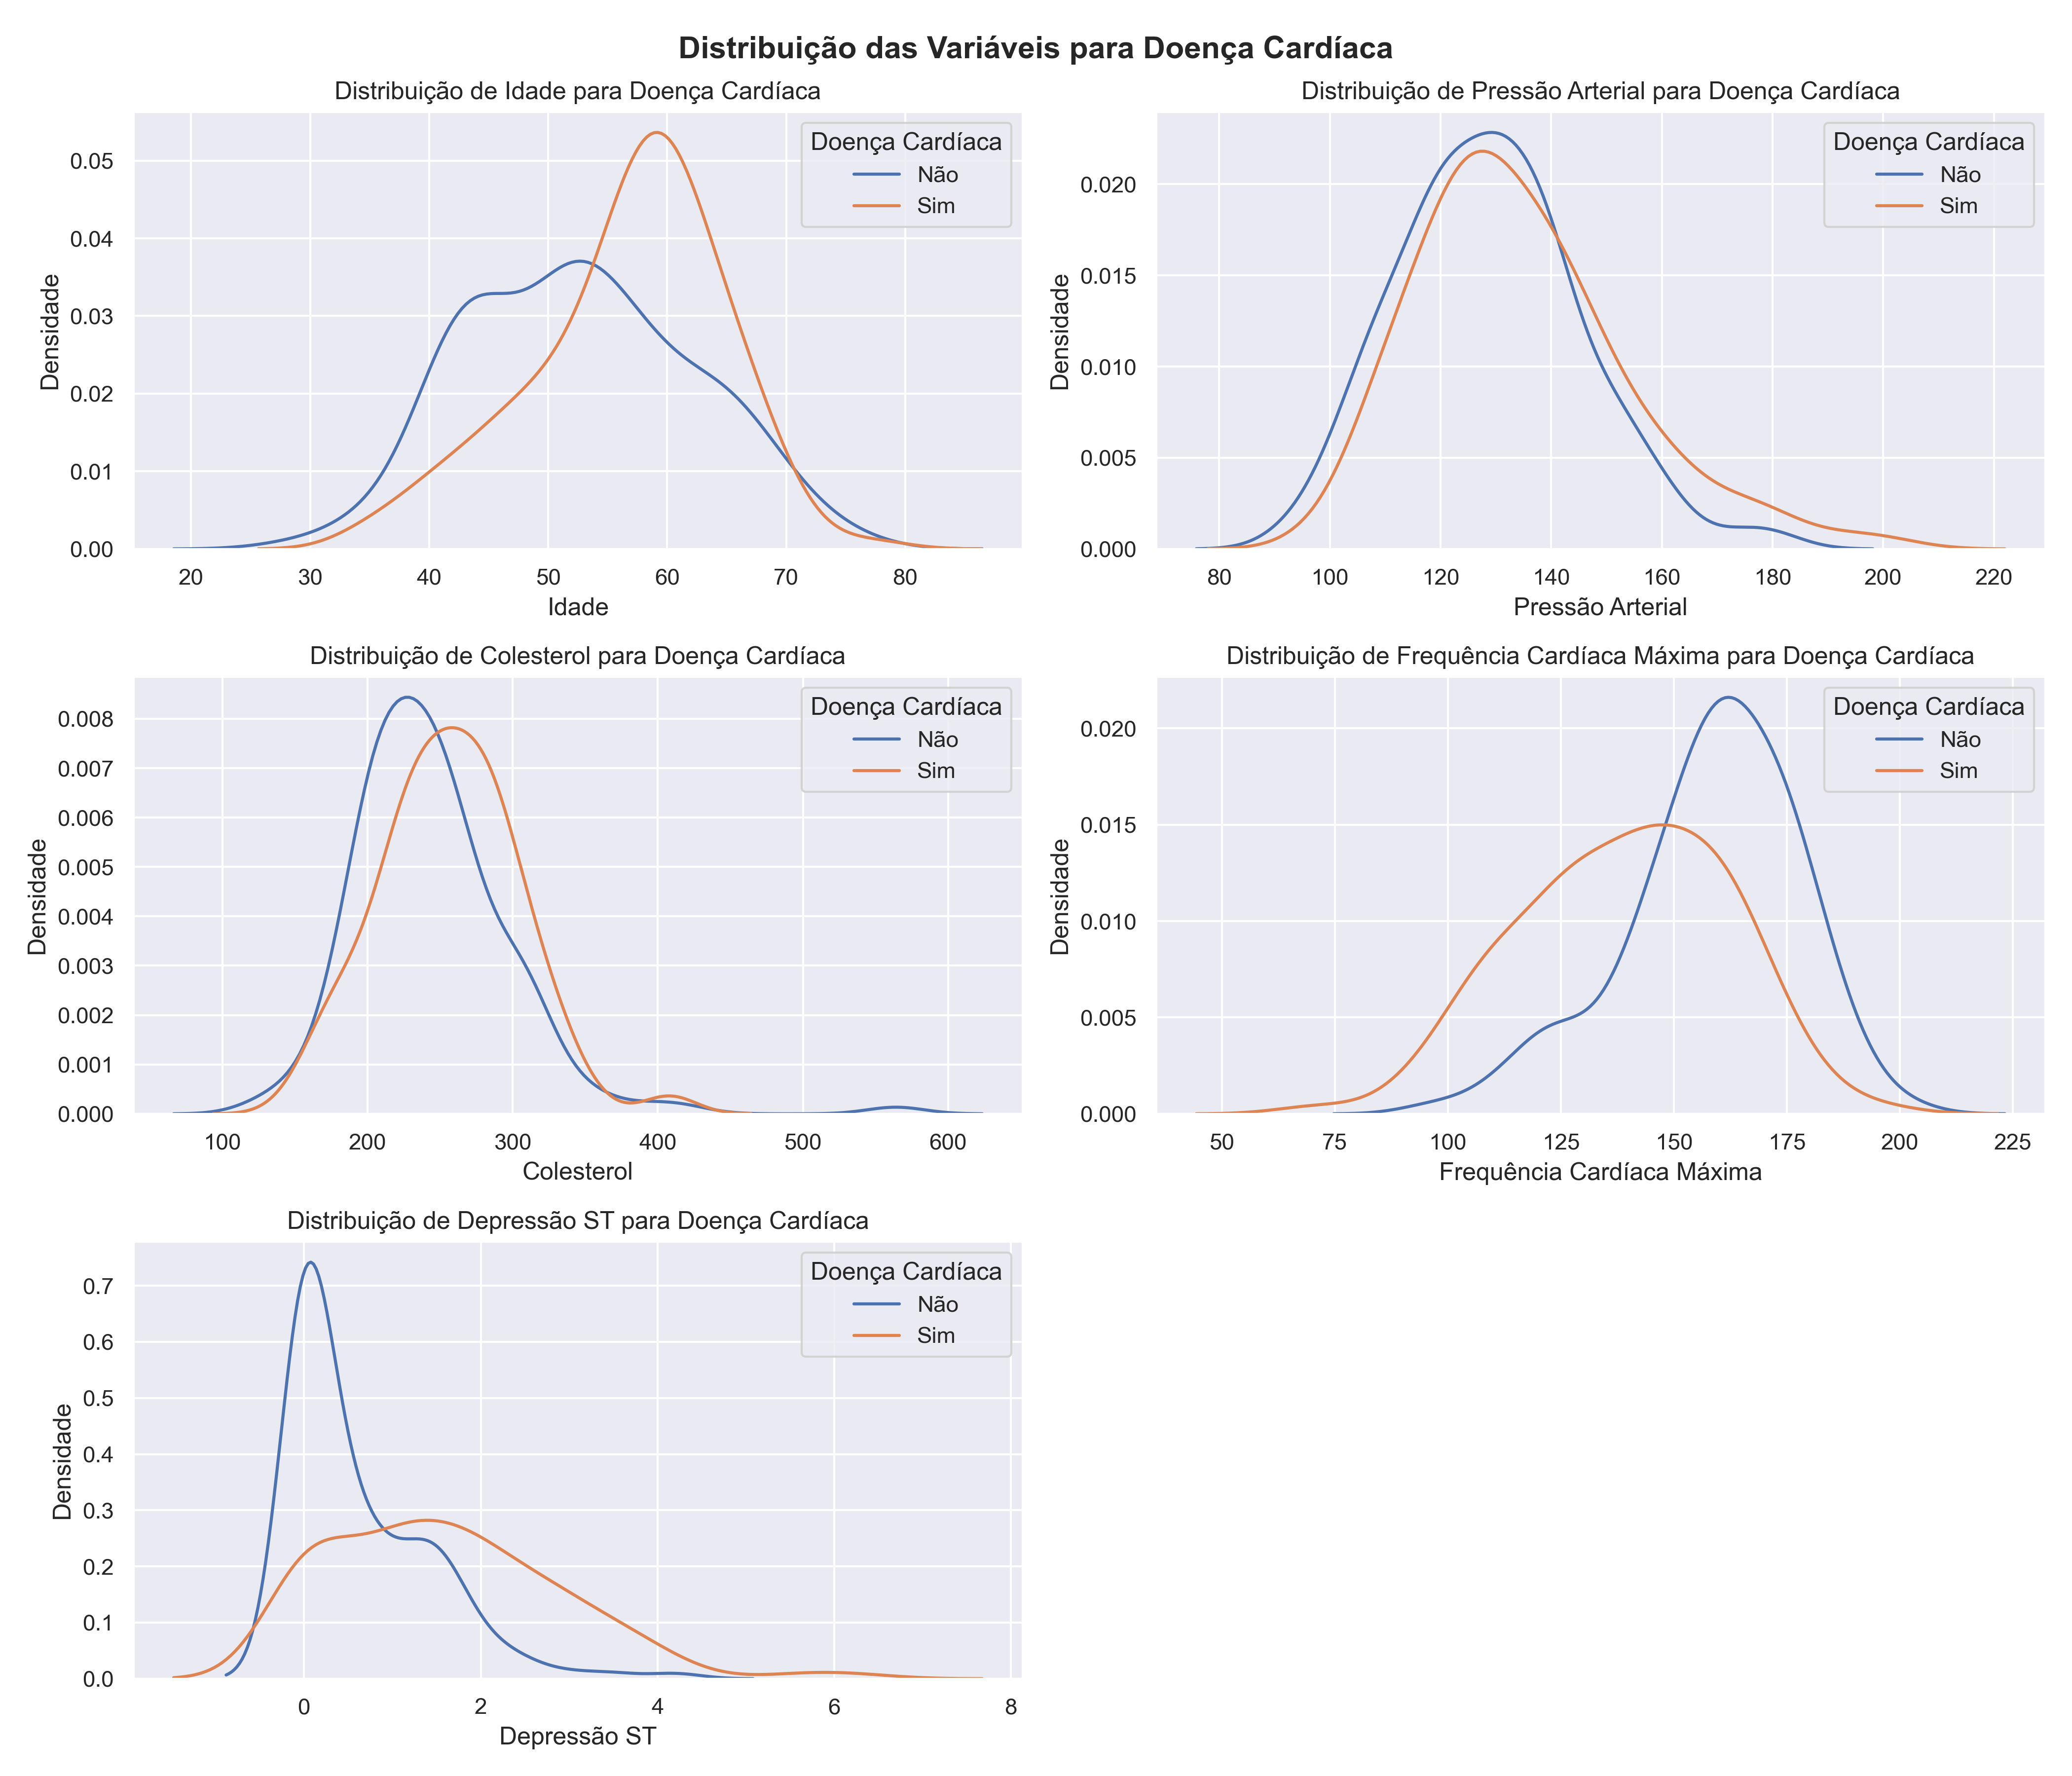 Distribuição das Variáveis para Doença Cardíaca
Distribuição de Idade para Doença Cardíaca
Densidade
0.05
0.04
0.03
0.02
0.01
0.00
Doença Cardíaca
Não
Sim
20 30 40 50 60 70 80
Idade
Distribuição de Pressão Arterial para Doença Cardíaca
Densidade
0.020
0.015
0.010
0.005
0.000
Doença Cardíaca
Não
Sim
80 100 120 140 160 180 200 220
Pressão Arterial
Distribuição de Colesterol para Doença Cardíaca
Densidade
0.008
0.007
0.006
0.005
0.004
0.003
0.002
0.001
0.000
Doença Cardíaca
Não
Sim
100 200 300 400 500 600
Colesterol
Distribuição de Frequência Cardíaca Máxima para Doença Cardíaca
Densidade
0.020
0.015
0.010
0.005
0.000
Doença Cardíaca
Não
Sim
50 75 100 125 150 175 200 225
Frequência Cardíaca Máxima
Distribuição de Depressão ST para Doença Cardíaca
Densidade
0.7
0.6
0.5
0.4
0.3
0.2
0.1
0.0
Doença Cardíaca
Não
Sim
0 2 4 6 8
Depressão ST